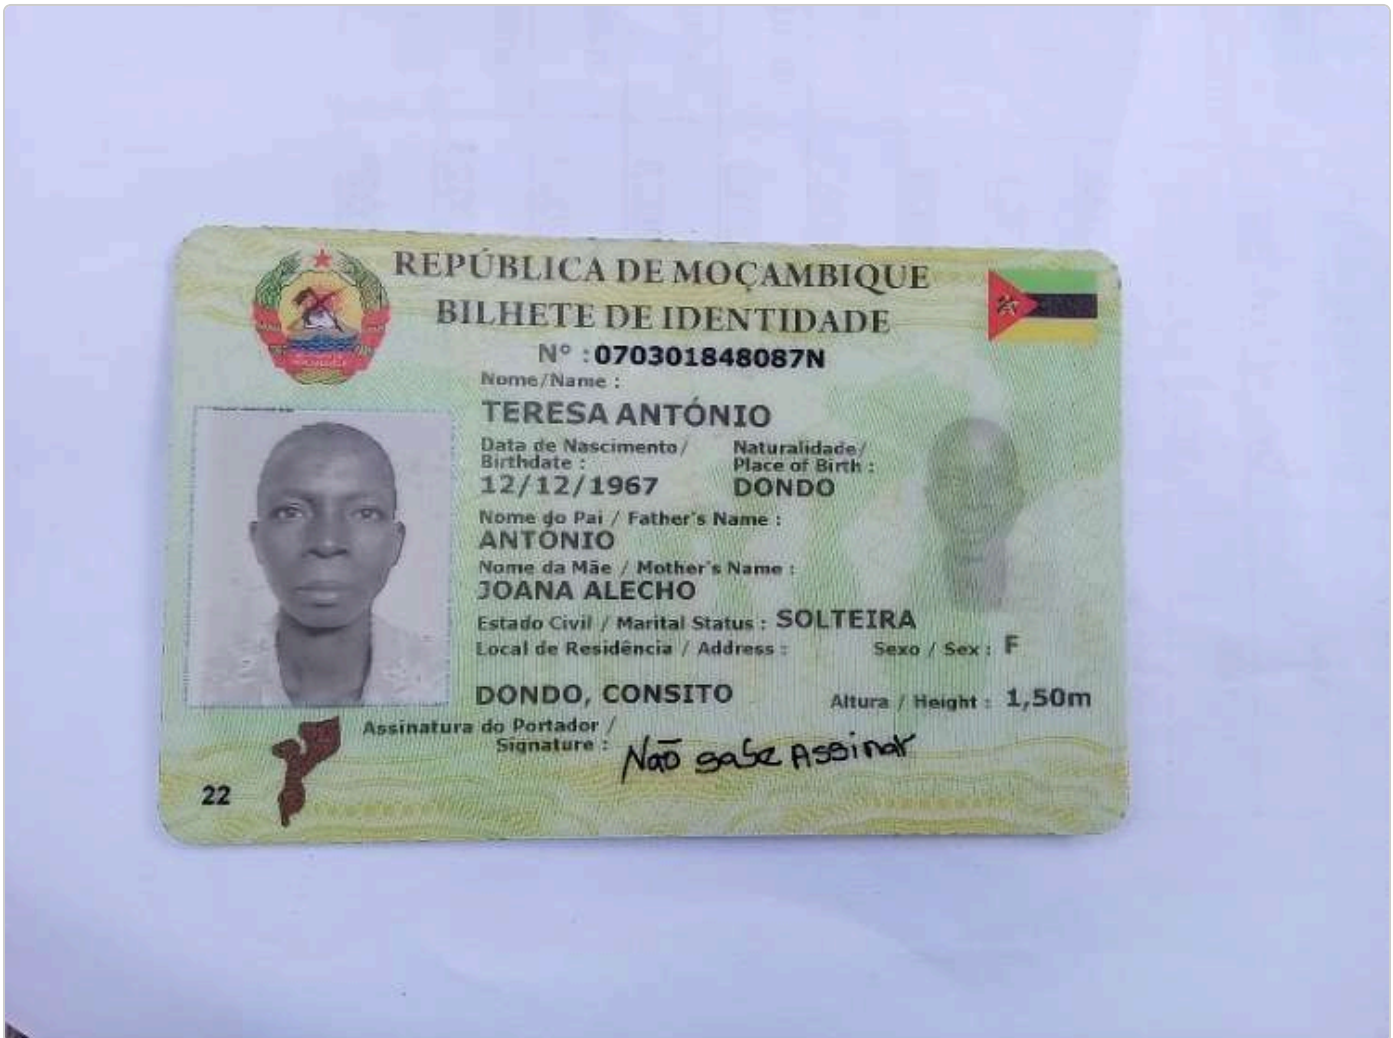 REPÚBLICA DE MOÇAMBIQUE
BILHETE DE IDENTIDADE
Nº : 070301848087N
Nome/Name :
TERESA ANTÓNIO
Data de Nascimento/ Naturalidade/
Birthdate : Place of Birth :
12/12/1967 DONDO
Nome do Pai / Father's Name :
ANTÓNIO
Nome da Mãe / Mother's Name :
JOANA ALECHO
Estado Civil / Marital Status : SOLTEIRA
Local de Residência / Address : Sexo / Sex : F
DONDO, CONSITO Altura / Height : 1,50m
Assinatura do Portador /
Signature : Não sabe Assinar
22